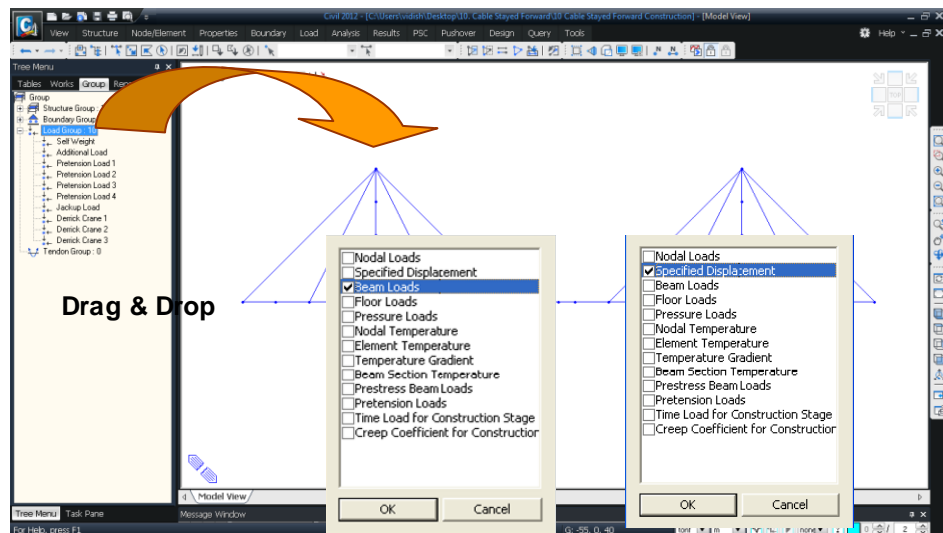 Civil 2012 - [C:\Users\vidish\Desktop\10. Cable Stayed Forward\10 Cable Stayed Forward Construction] - [Model View]
View Structure Node/Element Properties Boundary Load Analysis Results PSC Pushover Design Query Tools Help
Tree Menu
Tables Works Group
TOP
Group
Structure Group :
Boundary Group
Load Group : 10
Self Weight
Additional Load
Pretension Load 1
Pretension Load 2
Pretension Load 3
Pretension Load 4
Jackup Load
Derrick Crane 1
Derrick Crane 2
Derrick Crane 3
Tendon Group : 0
Drag & Drop
Nodal Loads
Specified Displacement
Beam Loads
Floor Loads
Pressure Loads
Nodal Temperature
Element Temperature
Temperature Gradient
Beam Section Temperature
Prestress Beam Loads
Pretension Loads
Time Load for Construction Stage
Creep Coefficient for Construction
OK Cancel
Nodal Loads
Specified Displacement
Beam Loads
Floor Loads
Pressure Loads
Nodal Temperature
Element Temperature
Temperature Gradient
Beam Section Temperature
Prestress Beam Loads
Pretension Loads
Time Load for Construction Stage
Creep Coefficient for Construction
OK Cancel
Model View
Tree Menu Task Pane
Message Window
For Help, press F1
G: -55, 0, 40
tonf m none 0 / 2